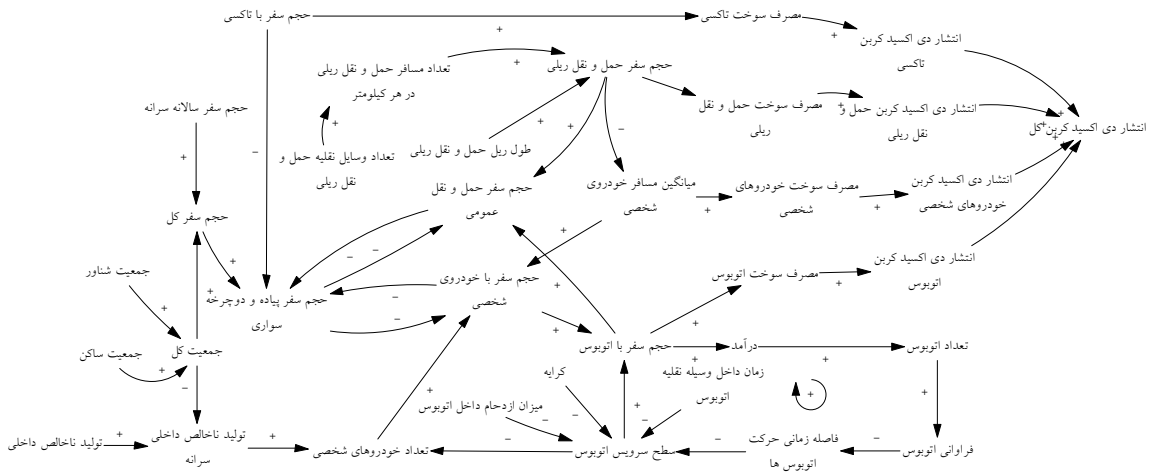 حجم سفر با تاکسی
مصرف سوخت تاکسی
انتشار دی اکسید کربن
تاکسی
تعداد مسافر حمل و نقل ریلی
در هر کیلومتر
حجم سفر حمل و نقل ریلی
حجم سفر سالانه سرانه
مصرف سوخت حمل و نقل
ریلی
انتشار دی اکسید کربن حمل و
نقل ریلی
انتشار دی اکسید کربن کل
طول ریل حمل و نقل ریلی
تعداد وسایل نقلیه حمل و
نقل ریلی
حجم سفر حمل و نقل
عمومی
میانگین مسافر خودروی
شخصی
مصرف سوخت خودروهای
شخصی
انتشار دی اکسید کربن
خودروهای شخصی
حجم سفر کل
جمعیت شناور
حجم سفر پیاده و دوچرخه
سواری
حجم سفر با خودروی
شخصی
مصرف سوخت اتوبوس
انتشار دی اکسید کربن
اتوبوس
جمعیت ساکن
جمعیت کل
حجم سفر با اتوبوس
درآمد
تعداد اتوبوس
کرایه
زمان داخل وسیله نقلیه
اتوبوس
میزان ازدحام داخل اتوبوس
تولید ناخالص داخلی
تولید ناخالص داخلی
سرانه
تعداد خودروهای شخصی
سطح سرویس اتوبوس
فاصله زمانی حرکت
اتوبوس ها
فراوانی اتوبوس